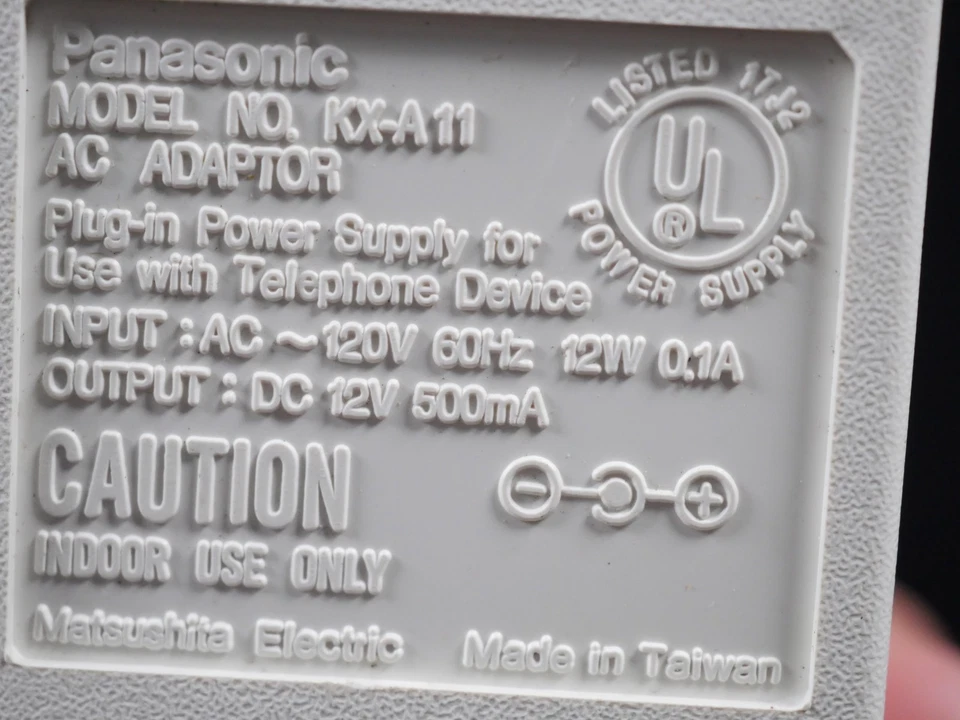 Panasonic
MODEL NO. KX-A11
AC ADAPTOR
Plug-in Power Supply for
Use with Telephone Device
INPUT : AC ~ 120V 60Hz 12W 0.1A
OUTPUT : DC 12V 500mA
CAUTION
INDOOR USE ONLY
Matsushita Electric Made in Taiwan
LISTED 17J2
UL
®
POWER SUPPLY
- +